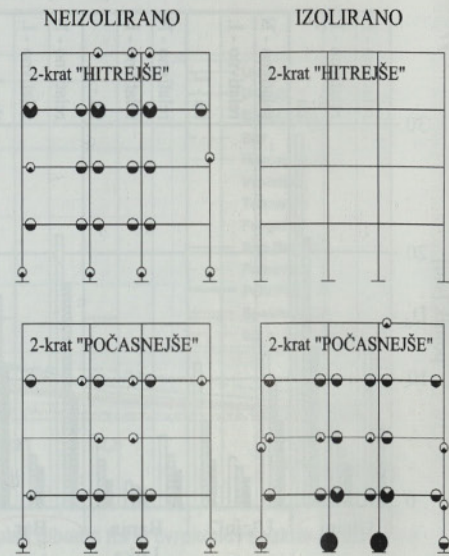 NEIZOLIRANO
IZOLIRANO
2-krat "HITREJŠE"
2-krat "HITREJŠE"
2-krat "POČASNEJŠE"
2-krat "POČASNEJŠE"